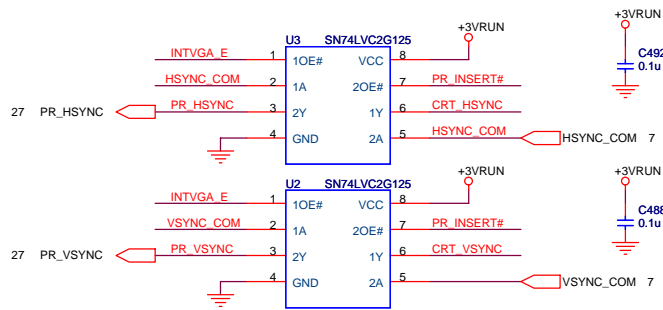 U3 SN74LVC2G125 +3VRUN +3VRUN
INTVGA_E 1 1OE# VCC 8
C492
0.1u
HSYNC_COM 2 1A 2OE# 7 PR_INSERT#
27 PR_HSYNC PR_HSYNC 3 2Y 1Y 6 CRT_HSYNC
4 GND 2A 5 HSYNC_COM HSYNC_COM 7
U2 SN74LVC2G125 +3VRUN +3VRUN
INTVGA_E 1 1OE# VCC 8
C488
0.1u
VSYNC_COM 2 1A 2OE# 7 PR_INSERT#
27 PR_VSYNC PR_VSYNC 3 2Y 1Y 6 CRT_VSYNC
4 GND 2A 5 VSYNC_COM 7